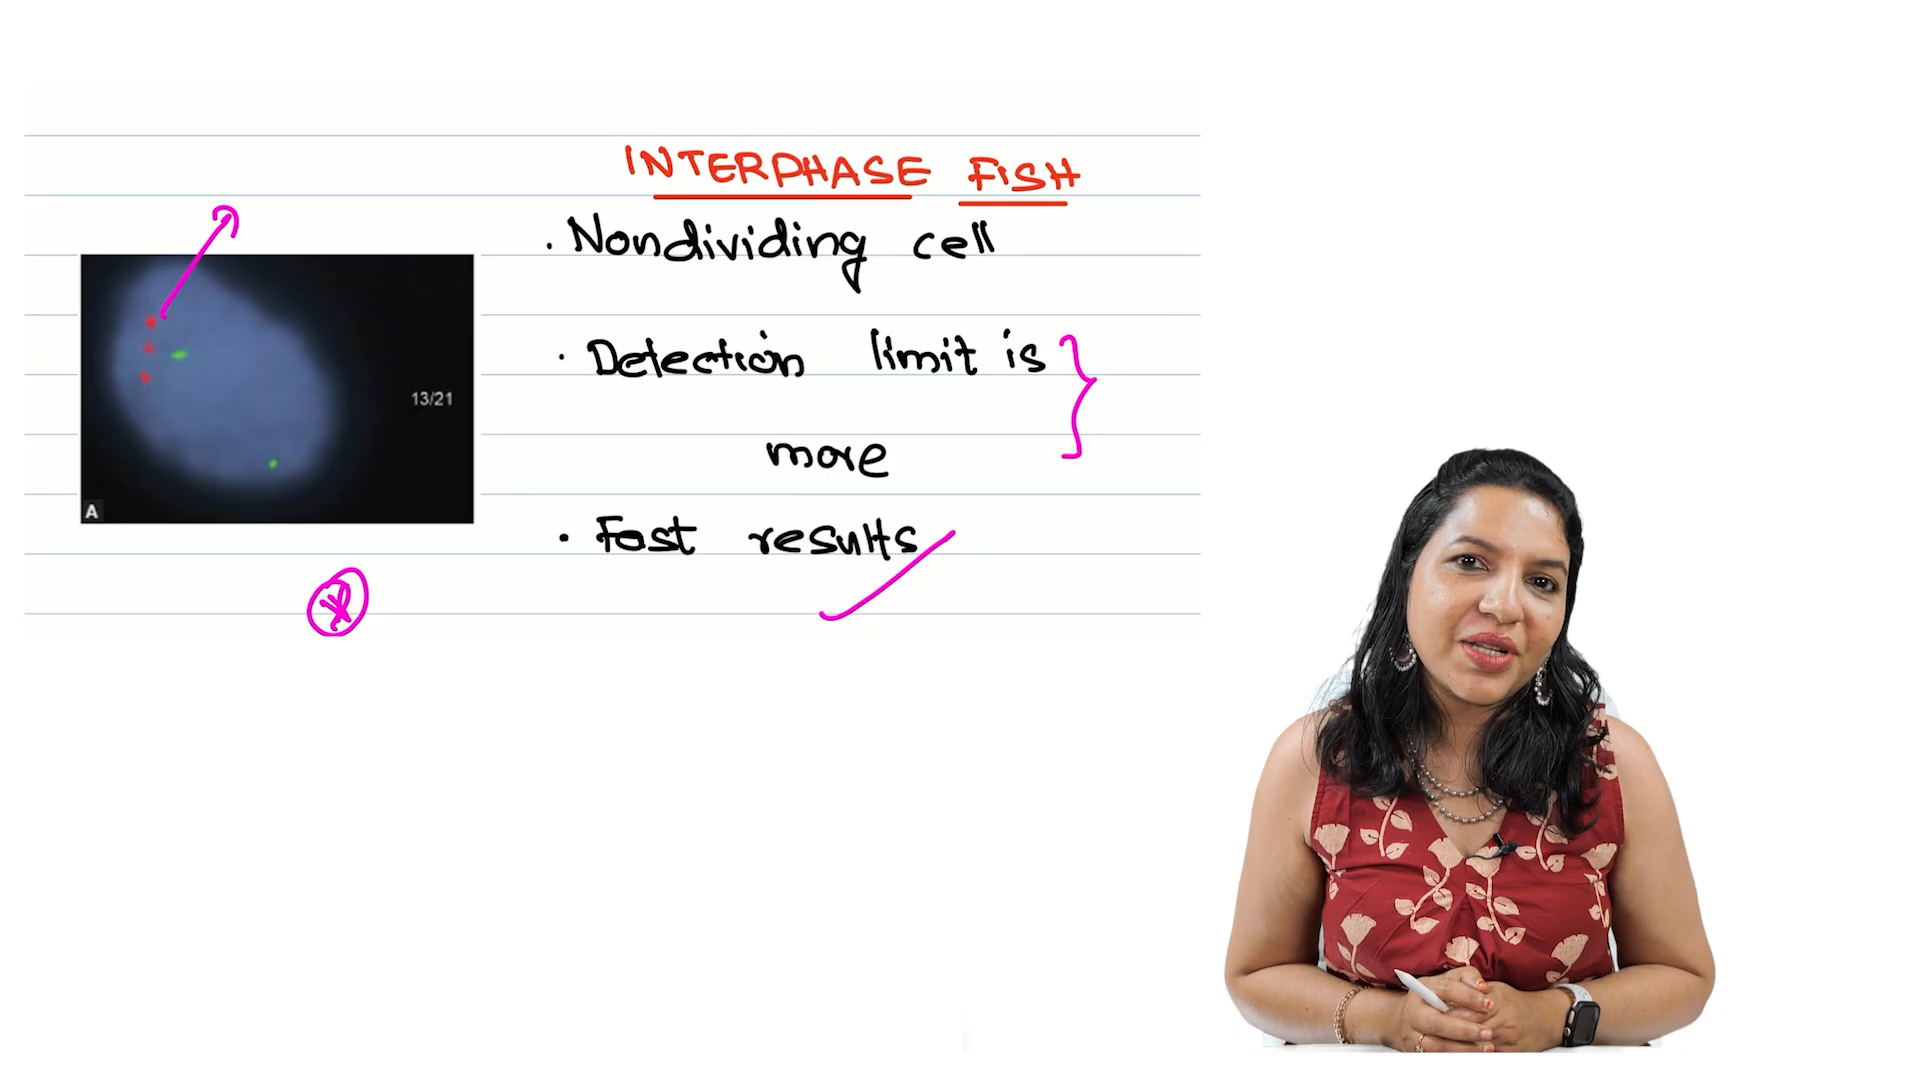 INTERPHASE FISH
· Nondividing cell
· Detection limit is
more
· Fast results
13/21
A